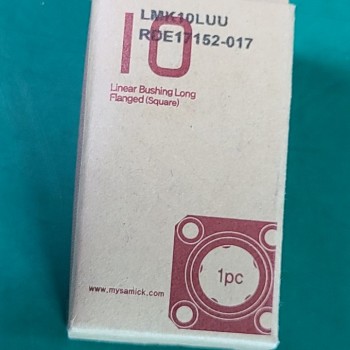 LMK10LUU
RDE17152-017
10
Linear Bushing Long
Flanged (Square)
1pc
www.mysamick.com